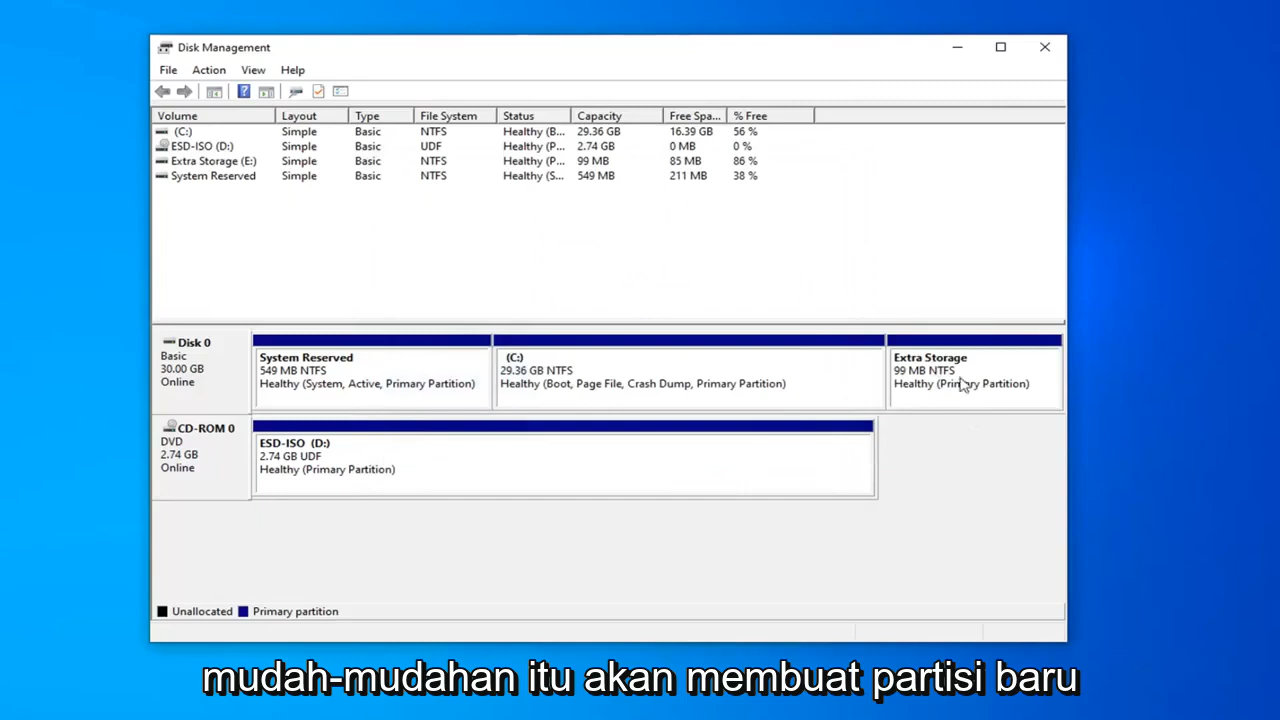 Disk Management
File Action View Help
Volume Layout Type File System Status Capacity Free Spa... % Free
(C:) Simple Basic NTFS Healthy (B... 29.36 GB 16.39 GB 56 %
ESD-ISO (D:) Simple Basic UDF Healthy (P... 2.74 GB 0 MB 0 %
Extra Storage (E:) Simple Basic NTFS Healthy (P... 99 MB 85 MB 86 %
System Reserved Simple Basic NTFS Healthy (S... 549 MB 211 MB 38 %
Disk 0
Basic
30.00 GB
Online
System Reserved
549 MB NTFS
Healthy (System, Active, Primary Partition)
(C:)
29.36 GB NTFS
Healthy (Boot, Page File, Crash Dump, Primary Partition)
Extra Storage
99 MB NTFS
Healthy (Primary Partition)
CD-ROM 0
DVD
2.74 GB
Online
ESD-ISO (D:)
2.74 GB UDF
Healthy (Primary Partition)
Unallocated Primary partition
mudah-mudahan itu akan membuat partisi baru